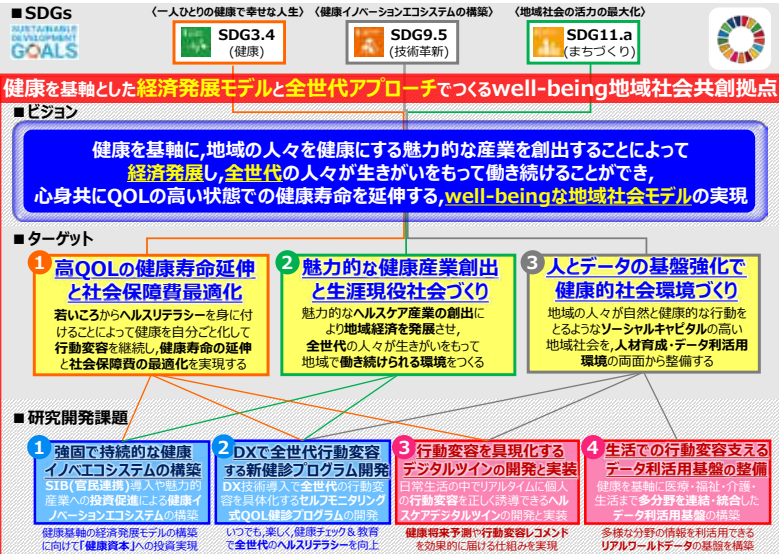 ■SDGs
〈一人ひとりの健康で幸せな人生〉
〈健康イノベーションエコシステムの構築〉
〈地域社会の活力の最大化〉
SUSTAINABLE
DEVELOPMENT
GOALS
SDG3.4
(健康)
SDG9.5
(技術革新)
SDG11.a
(まちづくり)
健康を基軸とした経済発展モデルと全世代アプローチでつくるwell-being地域社会共創拠点
■ビジョン
健康を基軸に,地域の人々を健康にする魅力的な産業を創出することによって
経済発展し,全世代の人々が生きがいをもって働き続けることができ,
心身共にQOLの高い状態での健康寿命を延伸する,well-beingな地域社会モデルの実現
■ターゲット
1 高QOLの健康寿命延伸
と社会保障費最適化
若いころからヘルスリテラシーを身に付
けることによって健康を自分ごと化して
行動変容を継続し,健康寿命の延伸
と社会保障費の最適化を実現する
2 魅力的な健康産業創出
と生涯現役社会づくり
魅力的なヘルスケア産業の創出に
より地域経済を発展させ,
全世代の人々が生きがいをもって
地域で働き続けられる環境をつくる
3 人とデータの基盤強化で
健康的社会環境づくり
地域の人々が自然と健康的な行動を
とるようなソーシャルキャピタルの高い
地域社会を,人材育成・データ利活用
環境の両面から整備する
■研究開発課題
1 強固で持続的な健康
イノベエコシステムの構築
SIB(官民連携)導入や魅力的
産業への投資促進による健康イ
ノベーションエコシステムの構築
健康基軸の経済発展モデルの構築
に向けて｢健康資本｣への投資実現
2 DXで全世代行動変容
する新健診プログラム開発
DX技術導入で全世代の行動変
容を具体化するセルフモニタリング
式QOL健診プログラムの開発
いつでも,楽しく,健康チェック＆教育
で全世代のヘルスリテラシーを向上
3 行動変容を具現化する
デジタルツインの開発と実装
日常生活の中でリアルタイムに個人
の行動変容を正しく誘導できるヘル
スケアデジタルツインの開発と実装
健康将来予測や行動変容レコメンド
を効果的に届ける仕組みを実現
4 生活での行動変容支える
データ利活用基盤の整備
健康を基軸に医療・福祉・介護・
生活まで多分野を連結・統合した
データ利活用基盤の構築
多様な分野の情報を利活用できる
リアルワールドデータの基盤を構築